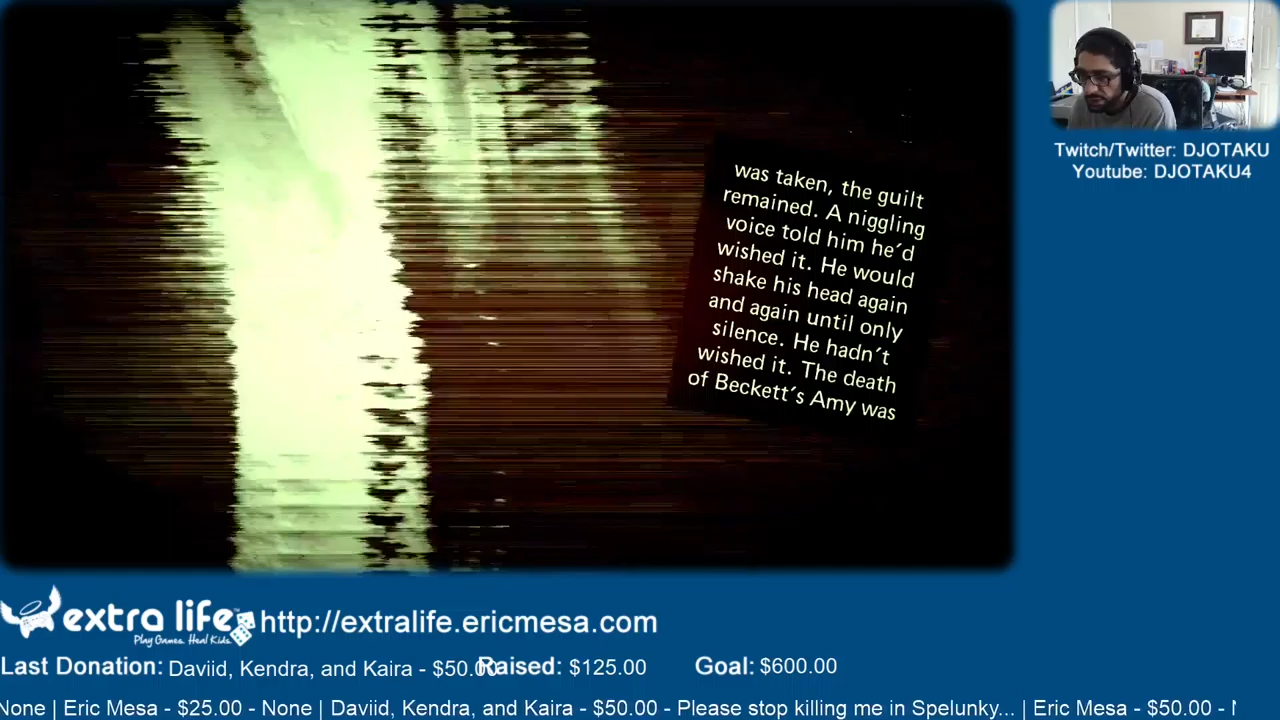 was taken, the guilt
remained. A niggling
voice told him he'd
wished it. He would
shake his head again
and again until only
silence. He hadn't
wished it. The death
of Beckett's Amy was
Twitch/Twitter: DJOTAKU
Youtube: DJOTAKU4
extra life
Play Games. Heal Kids.
http://extralife.ericmesa.com
Last Donation: Daviid, Kendra, and Kaira - $50.00 Raised: $125.00 Goal: $600.00
None | Eric Mesa - $25.00 - None | Daviid, Kendra, and Kaira - $50.00 - Please stop killing me in Spelunky... | Eric Mesa - $50.00 -